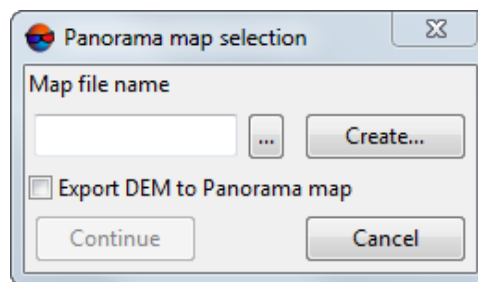 Panorama map selection
Map file name
... Create...
Export DEM to Panorama map
Continue Cancel